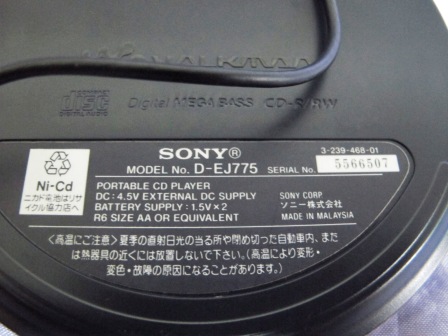 WALKMAN
COMPACT
disc
DIGITAL AUDIO
Digital MEGA BASS CD-R/RW
3-239-468-01
SONY®
MODEL No. D-EJ775 SERIAL No. 5566507
Ni-Cd
ニカド電池はリサ
イクル協力店へ
PORTABLE CD PLAYER
DC: 4.5V EXTERNAL DC SUPPLY
BATTERY SUPPLY: 1.5V×2
R6 SIZE AA OR EQUIVALENT
SONY CORP
ソニー株式会社
MADE IN MALAYSIA
〈高温にご注意〉夏季の直射日光の当る所や閉め切った自動車内、また
は熱器具の近くには放置しないで下さい。(高温により変形・
変色・故障の原因になることがあります。)